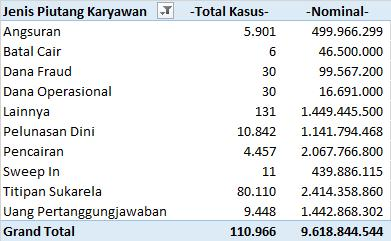 Jenis Piutang Karyawan -Total Kasus- -Nominal-
Angsuran 5.901 499.966.299
Batal Cair 6 46.500.000
Dana Fraud 30 99.567.200
Dana Operasional 30 16.691.000
Lainnya 131 1.449.445.500
Pelunasan Dini 10.842 1.141.794.468
Pencairan 4.457 2.067.766.800
Sweep In 11 439.886.115
Titipan Sukarela 80.110 2.414.358.860
Uang Pertanggungjawaban 9.448 1.442.868.302
Grand Total 110.966 9.618.844.544